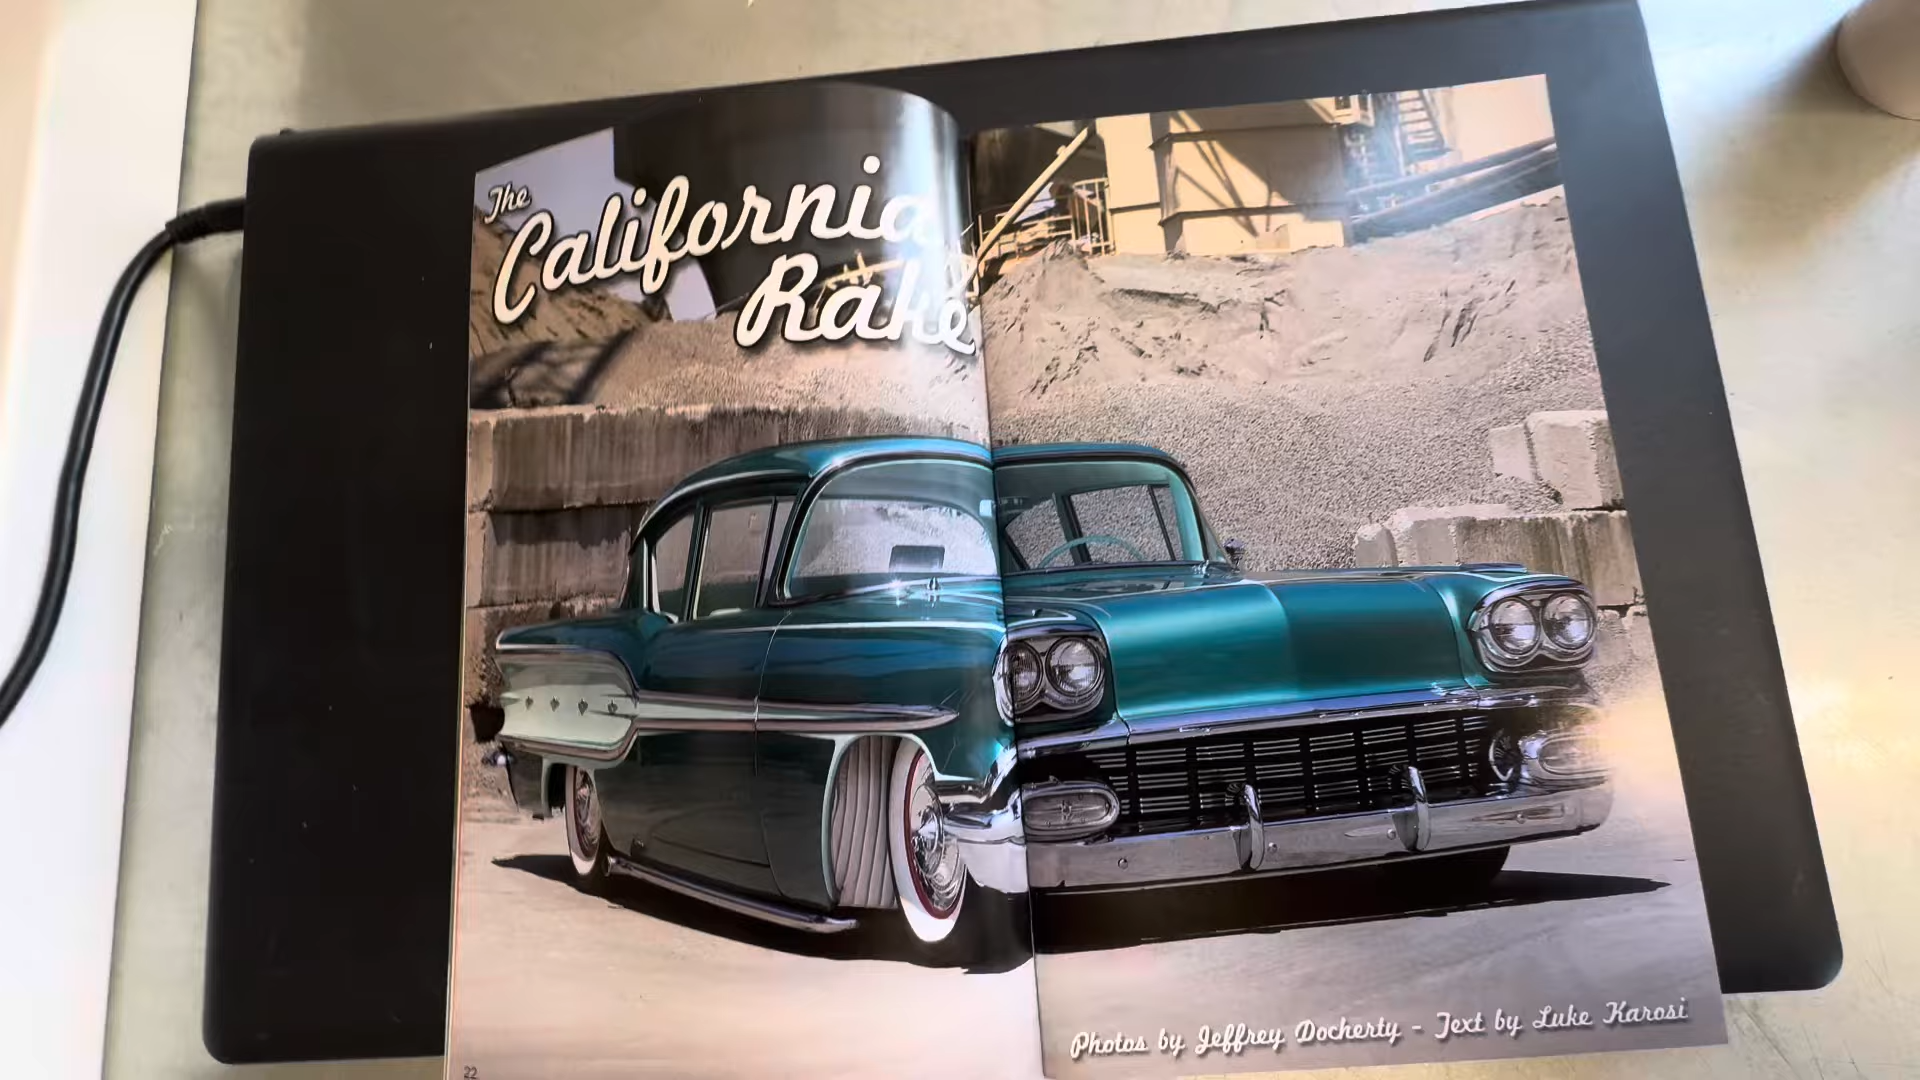 The
California
Rake
Photos by Jeffrey Docherty - Text by Luke Karosi
22